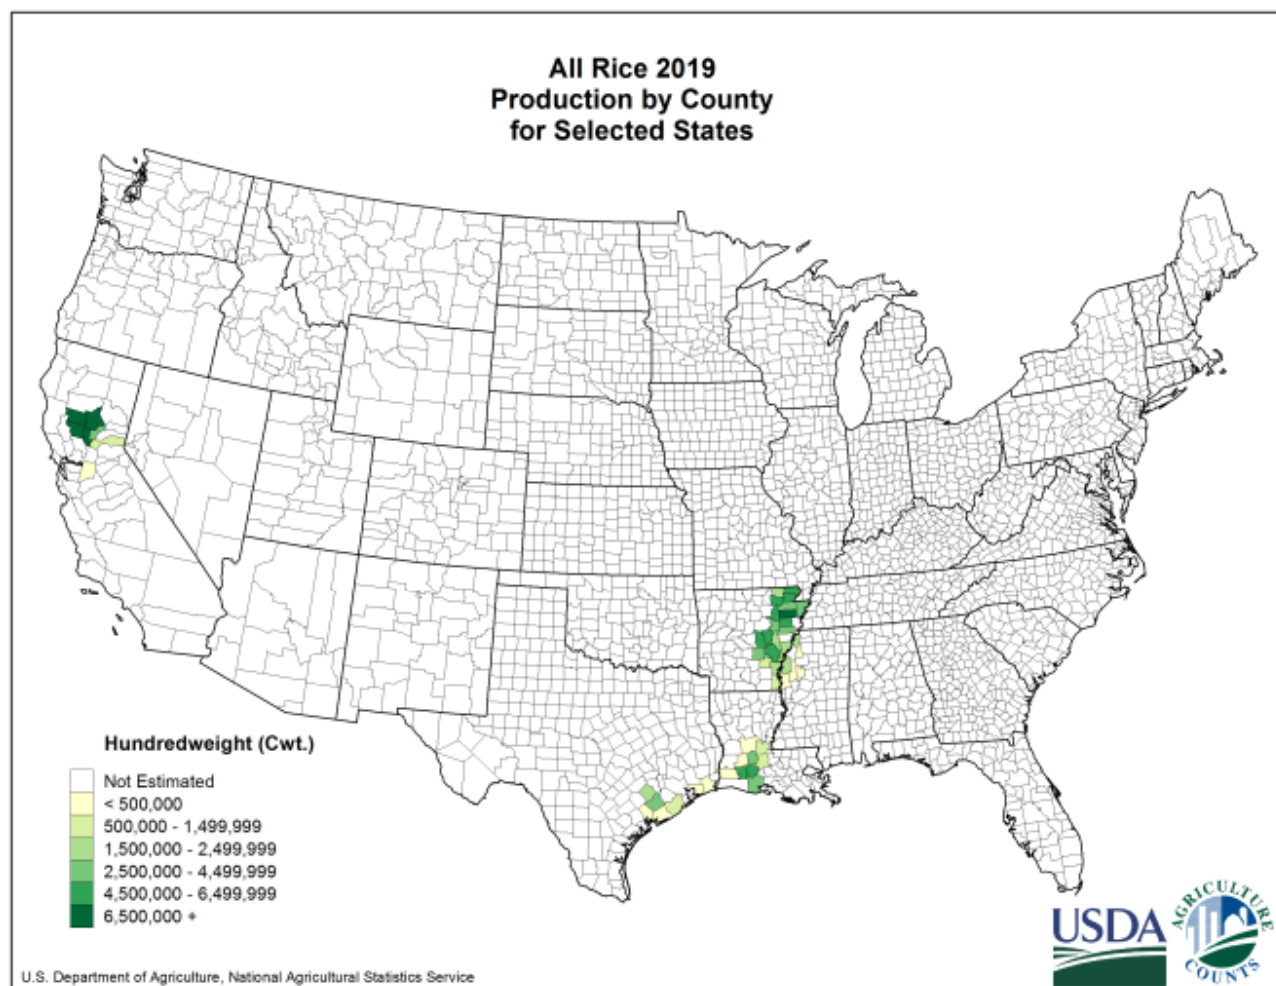 All Rice 2019
Production by County
for Selected States
Hundredweight (Cwt.)
Not Estimated
< 500,000
500,000 - 1,499,999
1,500,000 - 2,499,999
2,500,000 - 4,499,999
4,500,000 - 6,499,999
6,500,000 +
U.S. Department of Agriculture, National Agricultural Statistics Service
USDA
AGRICULTURE
COUNTS